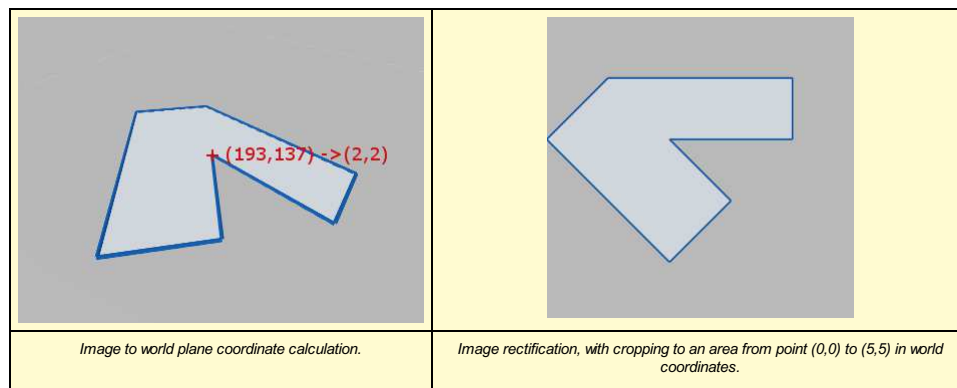 + (193,137) ->(2,2)
Image to world plane coordinate calculation.
Image rectification, with cropping to an area from point (0,0) to (5,5) in world
coordinates.